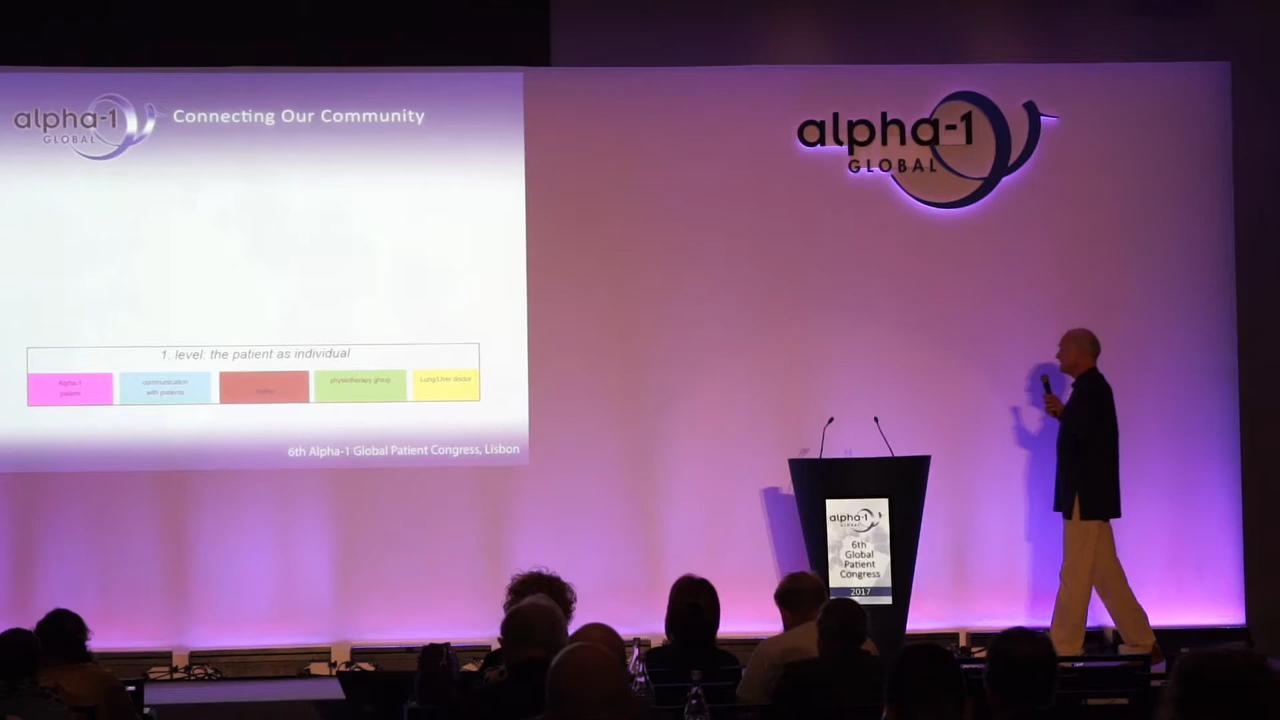 alpha-1
GLOBAL
Connecting Our Community
1. level: the patient as individual
Alpha-1
patient
communication
with patients
physiotherapy group
Lung/Liver doctor
6th Alpha-1 Global Patient Congress, Lisbon
alpha-1
GLOBAL
alpha-1
GLOBAL
6th
Global
Patient
Congress
2017